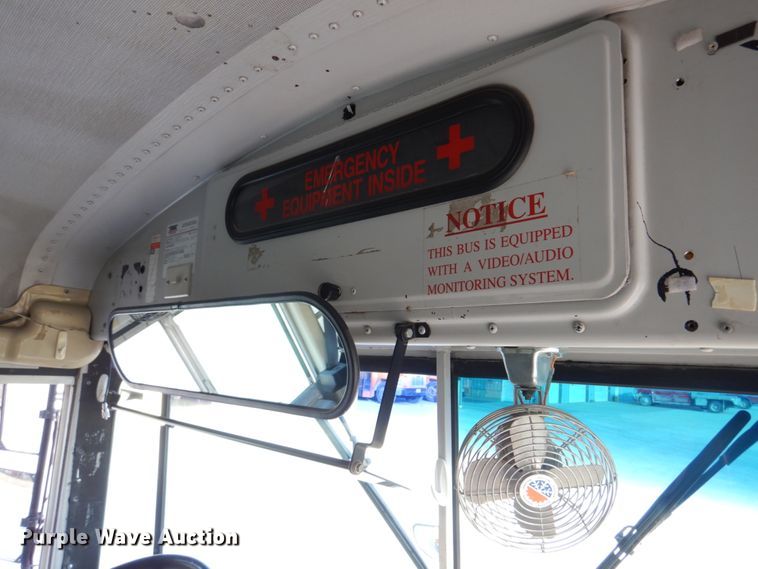 EMERGENCY
EQUIPMENT INSIDE
NOTICE
THIS BUS IS EQUIPPED
WITH A VIDEO/AUDIO
MONITORING SYSTEM.
Purple Wave Auction